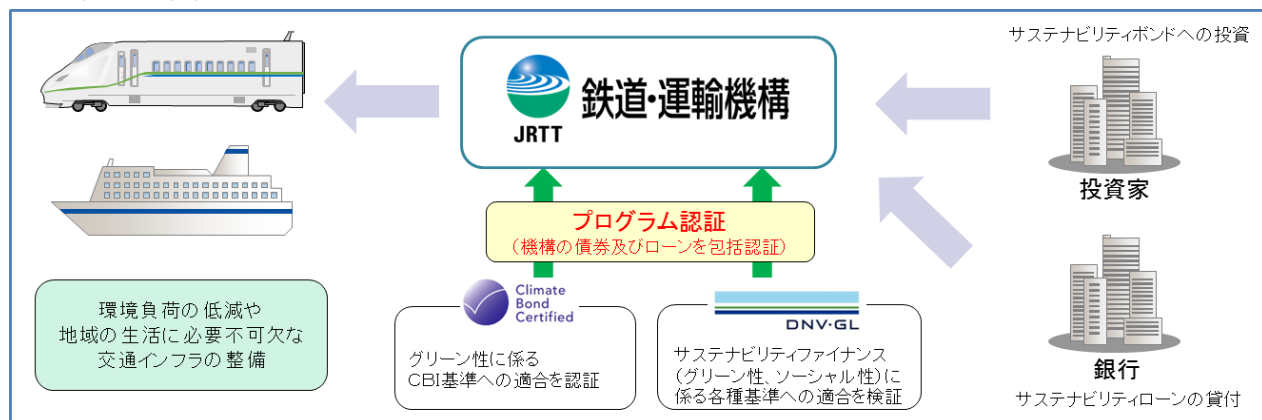 サステナビリティボンドへの投資
JRTT
鉄道・運輸機構
投資家
プログラム認証
（機構の債券及びローンを包括認証）
環境負荷の低減や
地域の生活に必要不可欠な
交通インフラの整備
Climate
Bond
Certified
グリーン性に係る
CBI基準への適合を認証
DNV·GL
サステナビリティファイナンス
（グリーン性、ソーシャル性）に
係る各種基準への適合を検証
銀行
サステナビリティローンの貸付